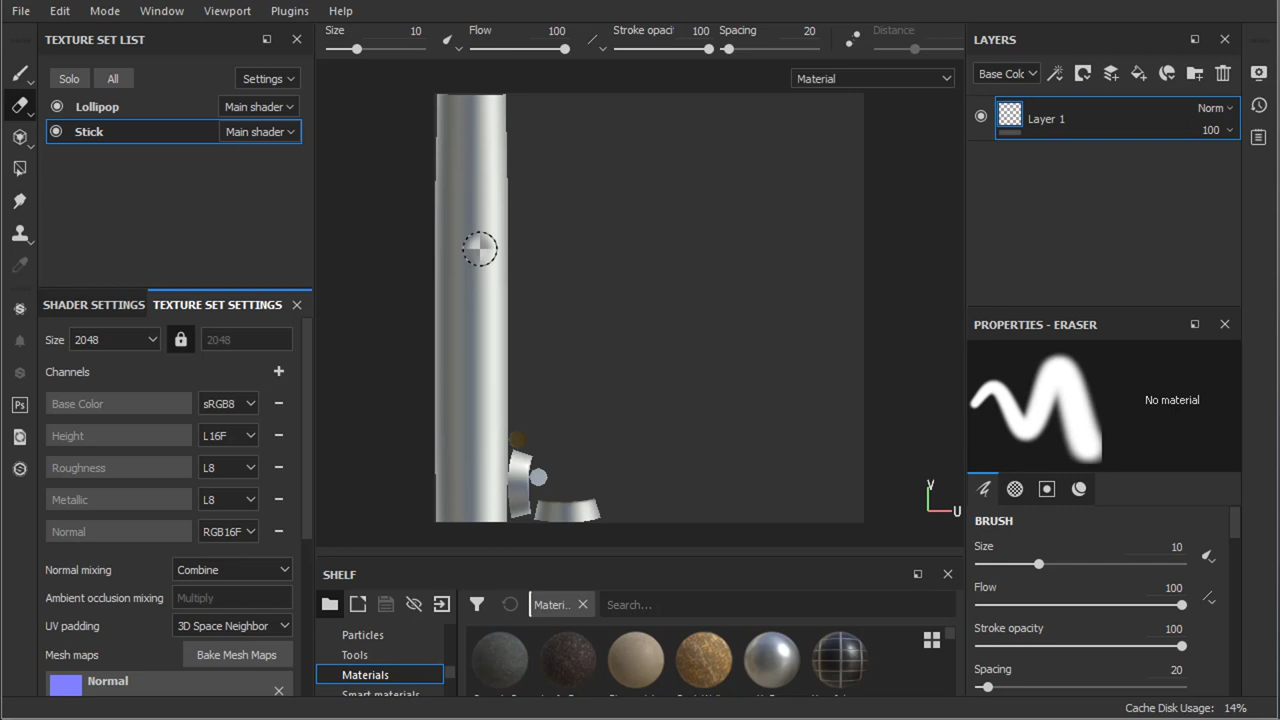 File Edit Mode Window Viewport Plugins Help
TEXTURE SET LIST
Solo All Settings
Lollipop Main shader
Stick Main shader
SHADER SETTINGS TEXTURE SET SETTINGS
Size 2048 2048
Channels
Base Color sRGB8
Height L16F
Roughness L8
Metallic L8
Normal RGB16F
Normal mixing Combine
Ambient occlusion mixing Multiply
UV padding 3D Space Neighbor
Mesh maps Bake Mesh Maps
Normal
Size 10 Flow 100 Stroke opaci 100 Spacing 20 Distance
Material
V
U
SHELF
Materi.. Search...
Particles
Tools
Materials
Smart materials
LAYERS
Base Colc
Layer 1 Norm
100
PROPERTIES - ERASER
No material
BRUSH
Size 10
Flow 100
Stroke opacity 100
Spacing 20
Ps
Cache Disk Usage: 14%